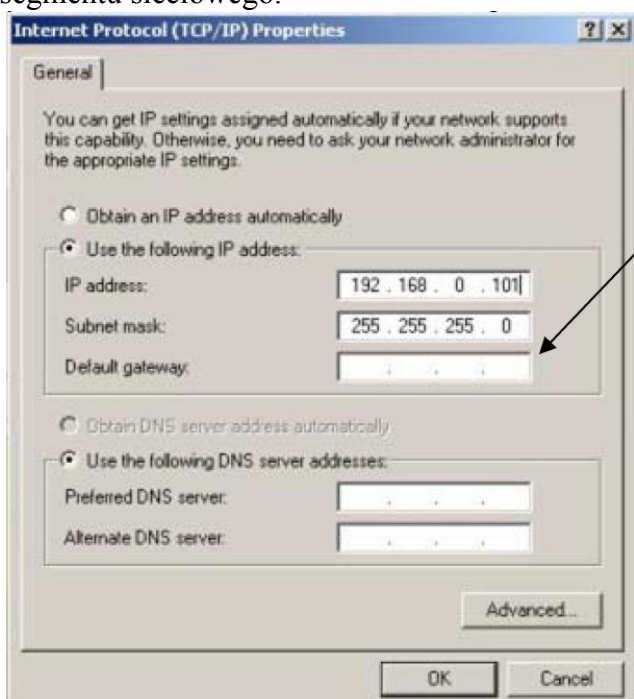 segmentu sieciowego.
Internet Protocol (TCP/IP) Properties
General
You can get IP settings assigned automatically if your network supports
this capability. Otherwise, you need to ask your network administrator for
the appropriate IP settings.
Obtain an IP address automatically
Use the following IP address:
IP address: 192 . 168 . 0 . 101
Subnet mask: 255 . 255 . 255 . 0
Default gateway: . . .
Obtain DNS server address automatically
Use the following DNS server addresses:
Preferred DNS server: . . .
Alternate DNS server: . . .
Advanced...
OK Cancel